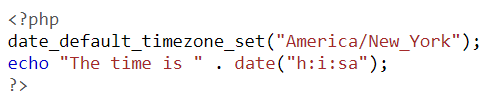 <?php
date_default_timezone_set("America/New_York");
echo "The time is " . date("h:i:sa");
?>